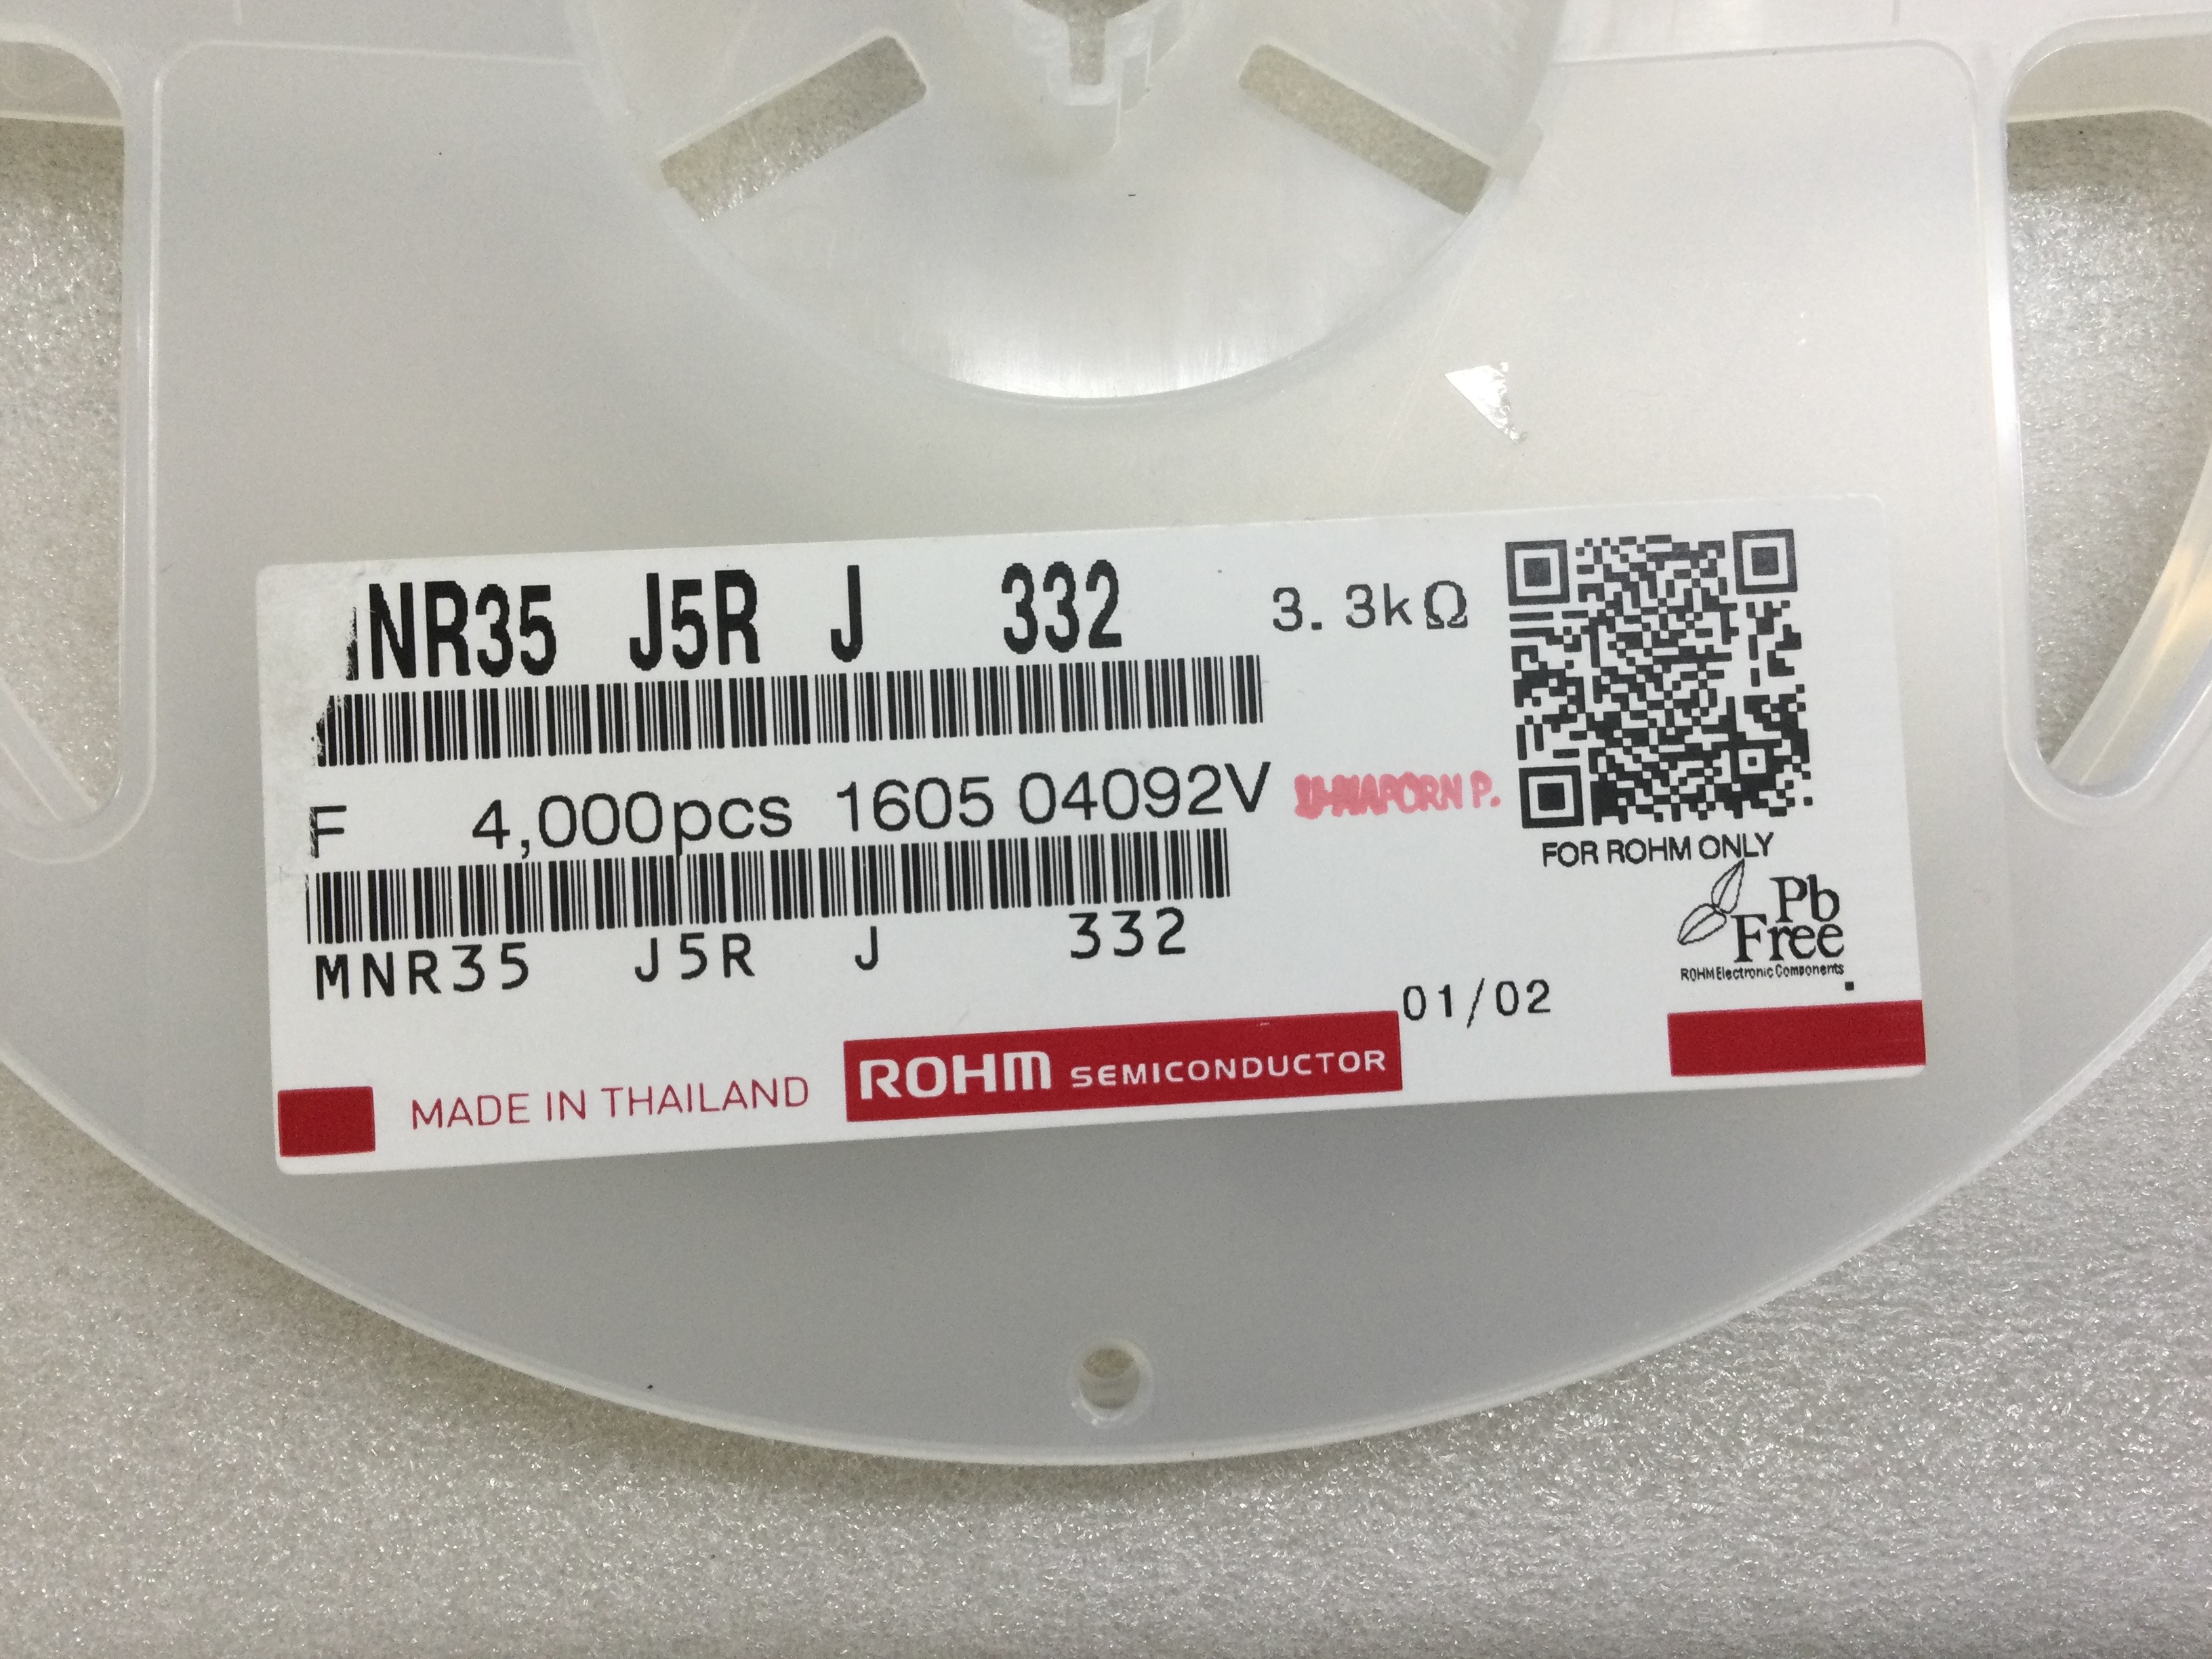 NR35 J5R J 332 3.3kΩ
F 4,000pcs 1605 04092V
FOR ROHM ONLY
Pb
Free
ROHM Electronic Components
MNR35 J5R J 332
01/02
MADE IN THAILAND ROHM SEMICONDUCTOR